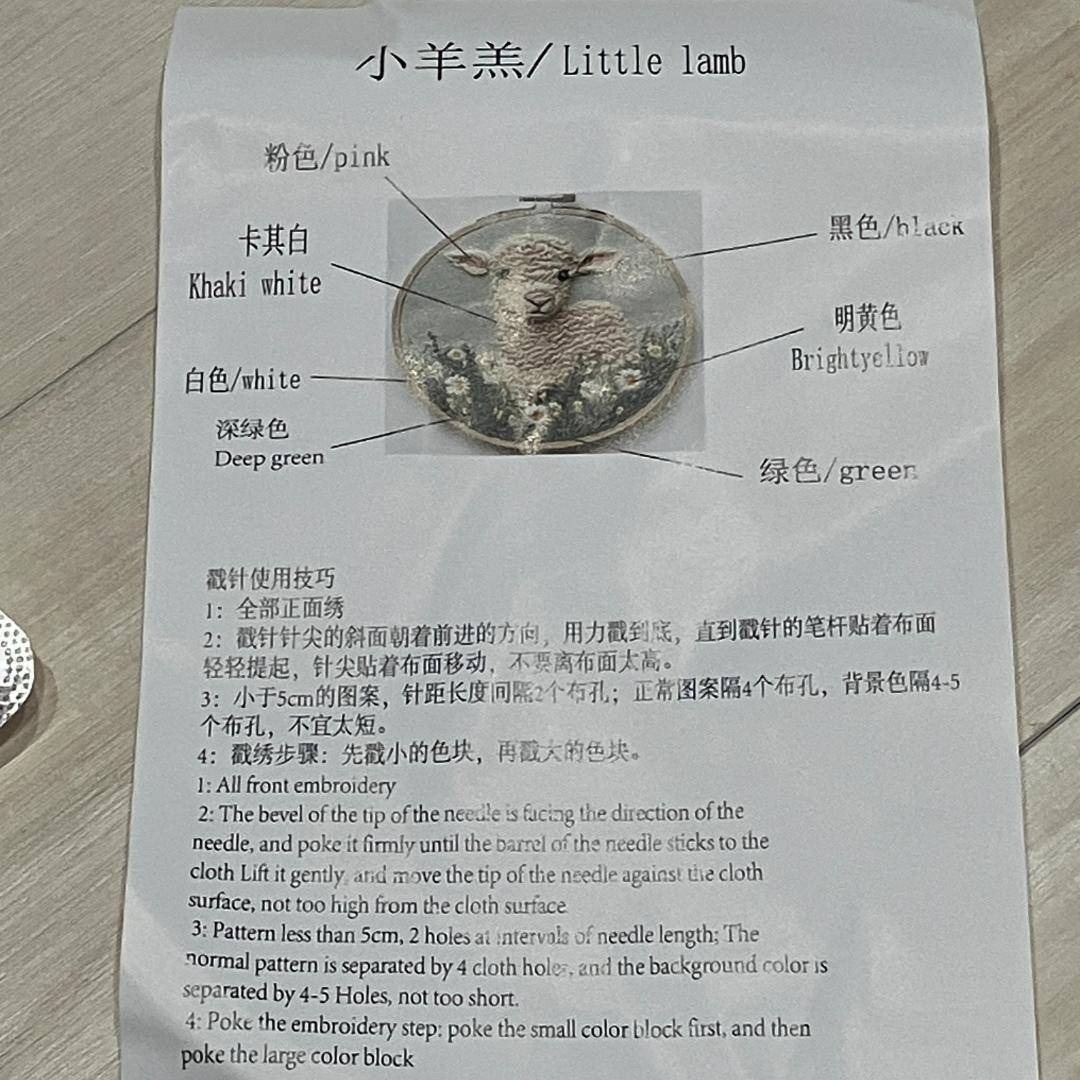 小羊羔/Little lamb
粉色/pink
卡其白
Khaki white
白色/white
深绿色
Deep green
黑色/black
明黄色
Brightyellow
绿色/green
戳针使用技巧
1：全部正面绣
2：戳针针尖的斜面朝着前进的方向，用力戳到底，直到戳针的笔杆贴着布面
轻轻提起，针尖贴着布面移动，不要离布面太高。
3：小于5cm的图案，针距长度间隔2个布孔；正常图案隔4个布孔，背景色隔4-5
个布孔，不宜太短。
4：戳绣步骤：先戳小的色块，再戳大的色块。
1: All front embroidery
2: The bevel of the tip of the needle is facing the direction of the
needle, and poke it firmly until the barrel of the needle sticks to the
cloth Lift it gently, and move the tip of the needle against the cloth
surface, not too high from the cloth surface
3: Pattern less than 5cm, 2 holes at intervals of needle length; The
normal pattern is separated by 4 cloth holes, and the background color is
separated by 4-5 Holes, not too short.
4: Poke the embroidery step: poke the small color block first, and then
poke the large color block